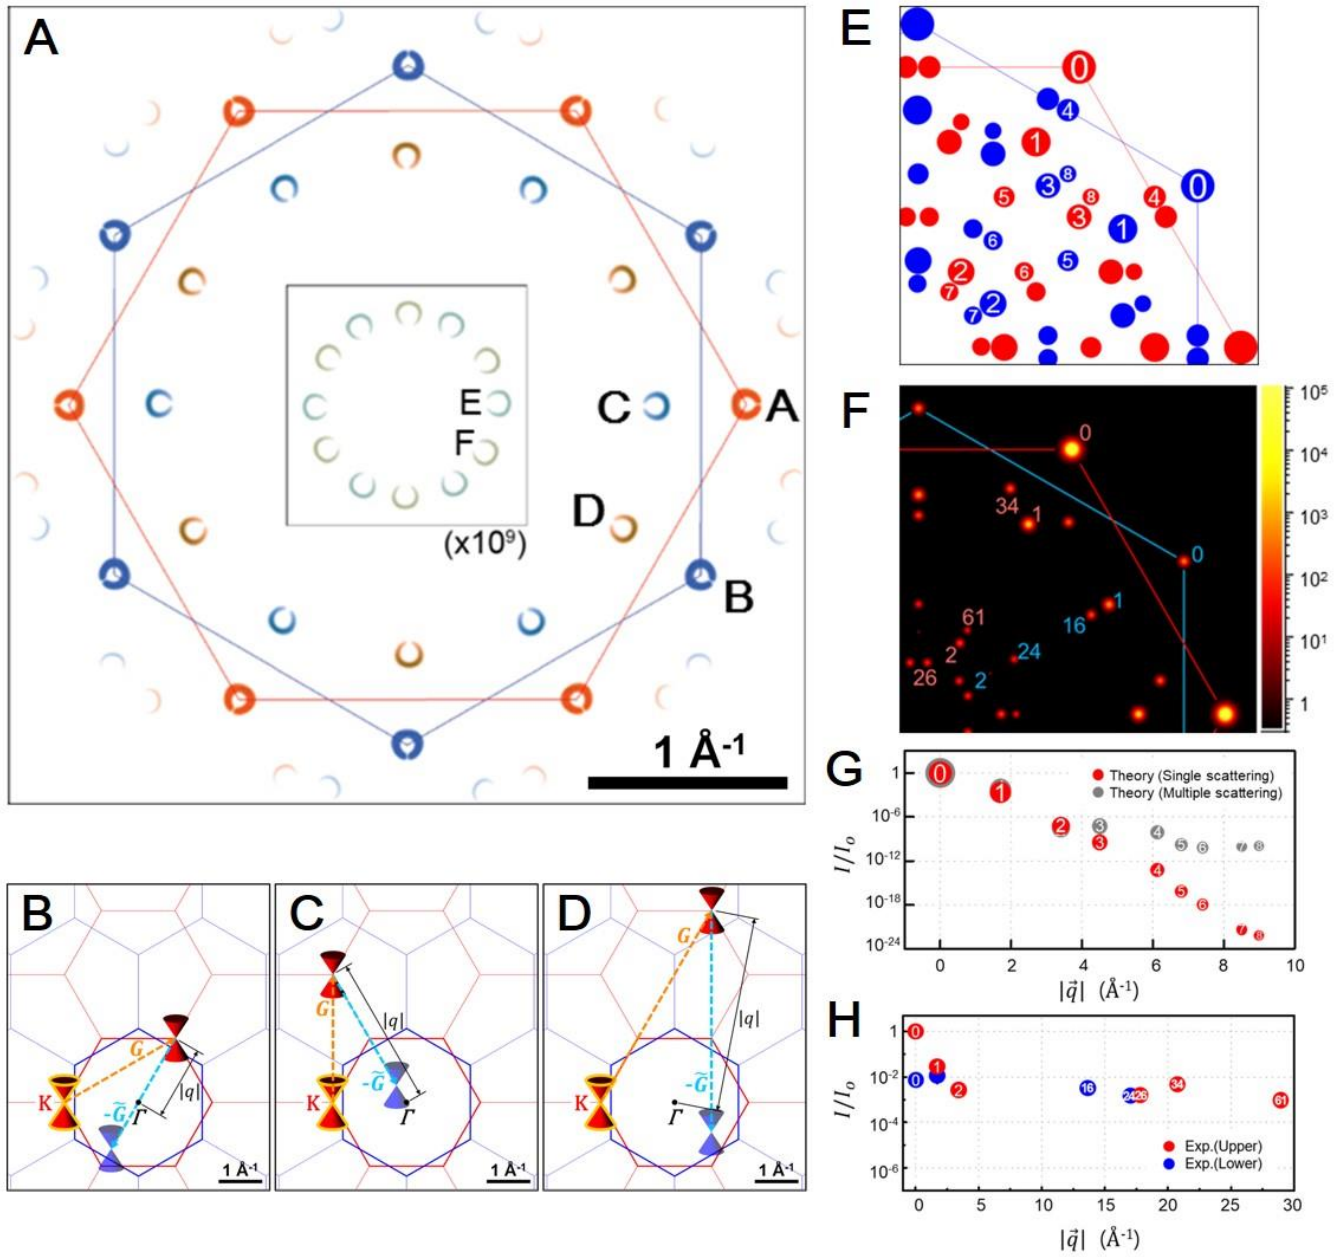 A
E
F
C
A
D
(x10⁹)
B
1 Å⁻¹
E
0
4
1
8
3
0
5
8
4
3
1
6
5
2
6
7
2
7
F
0
34
1
0
1
16
61
2
24
26
2
10⁵
10⁴
10³
10²
10¹
1
B
G
K
|q|
-G̃
Γ
1 Å⁻¹
C
G
|q|
-G̃
K
Γ
1 Å⁻¹
D
G
|q|
-G̃
K
Γ
1 Å⁻¹
G
I/Iₒ
1
10⁻⁶
10⁻¹²
10⁻¹⁸
10⁻²⁴
0
1
2
3
3
4
5
6
7
8
4
5
6
7
8
Theory (Single scattering)
Theory (Multiple scattering)
0 2 4 6 8 10
|q⃗| (Å⁻¹)
H
I/Iₒ
1
10⁻²
10⁻⁴
10⁻⁶
0
0
1
2
16
24
26
34
61
Exp.(Upper)
Exp.(Lower)
0 5 10 15 20 25 30
|q⃗| (Å⁻¹)